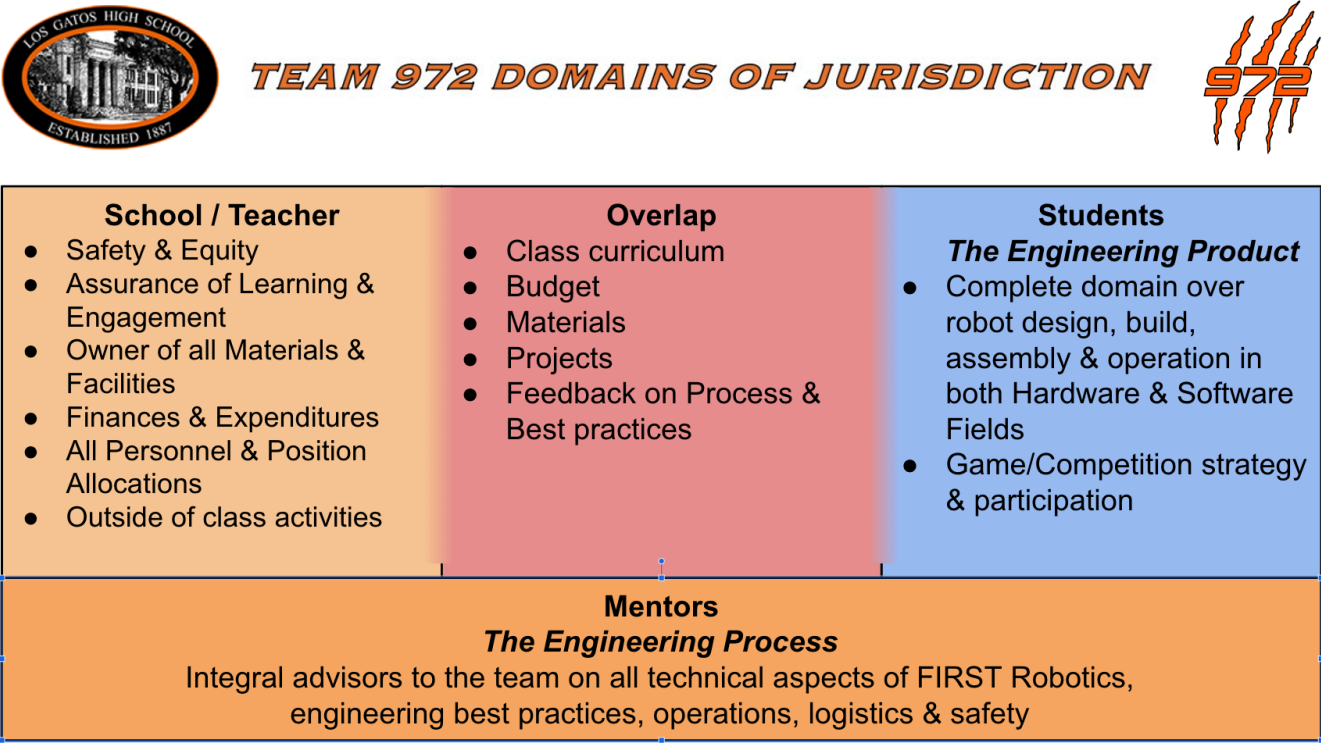 LOS GATOS HIGH SCHOOL
ESTABLISHED 1887
TEAM 972 DOMAINS OF JURISDICTION
972
School / Teacher
● Safety & Equity
● Assurance of Learning &
Engagement
● Owner of all Materials &
Facilities
● Finances & Expenditures
● All Personnel & Position
Allocations
● Outside of class activities
Overlap
● Class curriculum
● Budget
● Materials
● Projects
● Feedback on Process &
Best practices
Students
The Engineering Product
● Complete domain over
robot design, build,
assembly & operation in
both Hardware & Software
Fields
● Game/Competition strategy
& participation
Mentors
The Engineering Process
Integral advisors to the team on all technical aspects of FIRST Robotics,
engineering best practices, operations, logistics & safety